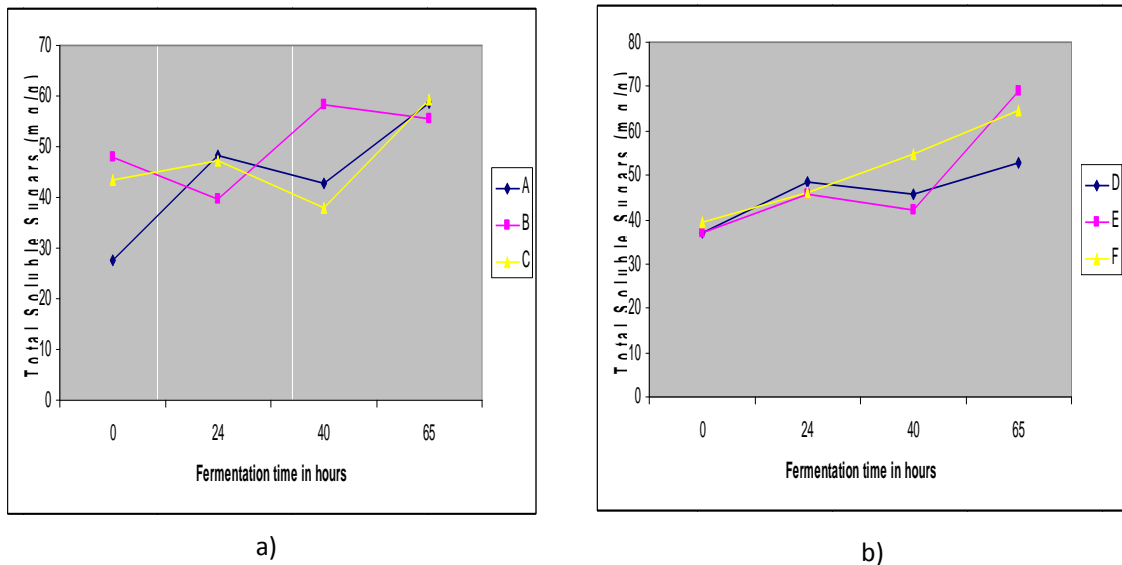 70
60
50
40
30
20
10
0
0 24 40 65
Fermentation time in hours
Total Soluble Sugars (mg/g)
A
B
C
a)
80
70
60
50
40
30
20
10
0
0 24 40 65
Fermentation time in hours
Total Soluble Sugars (mg/g)
D
E
F
b)